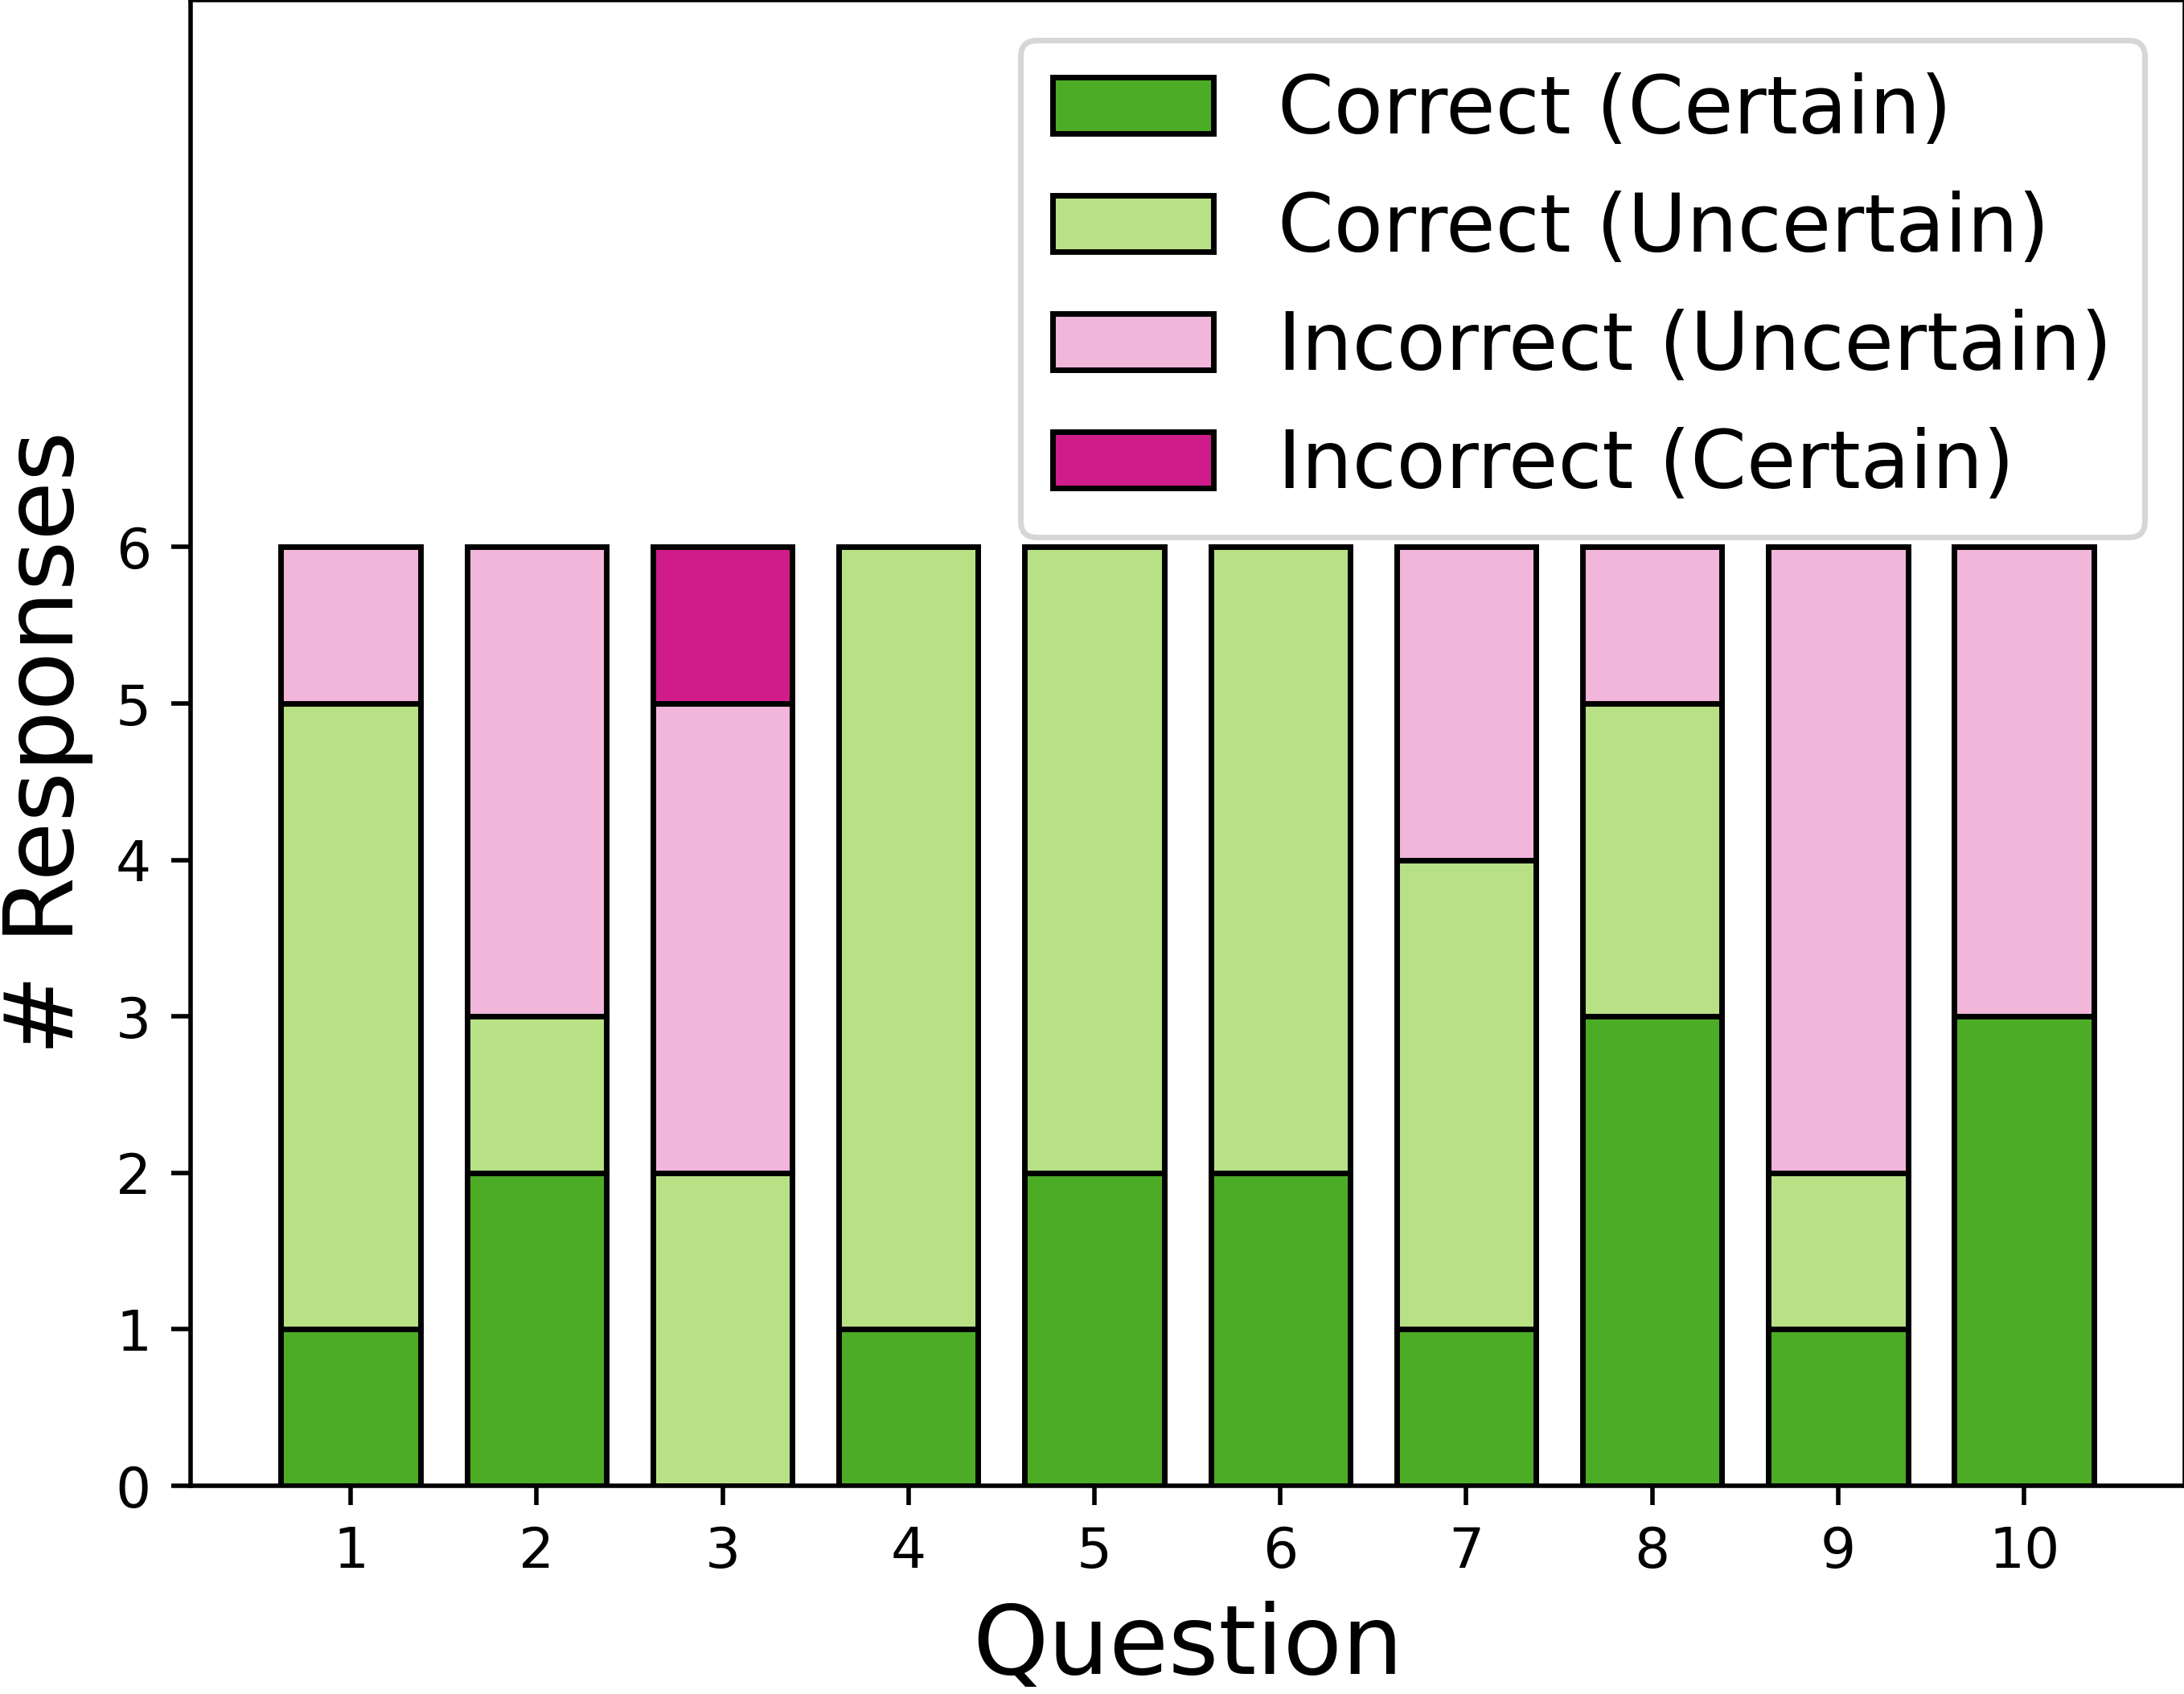 Correct (Certain)
Correct (Uncertain)
Incorrect (Uncertain)
Incorrect (Certain)
# Responses
6
5
4
3
2
1
0
1 2 3 4 5 6 7 8 9 10
Question